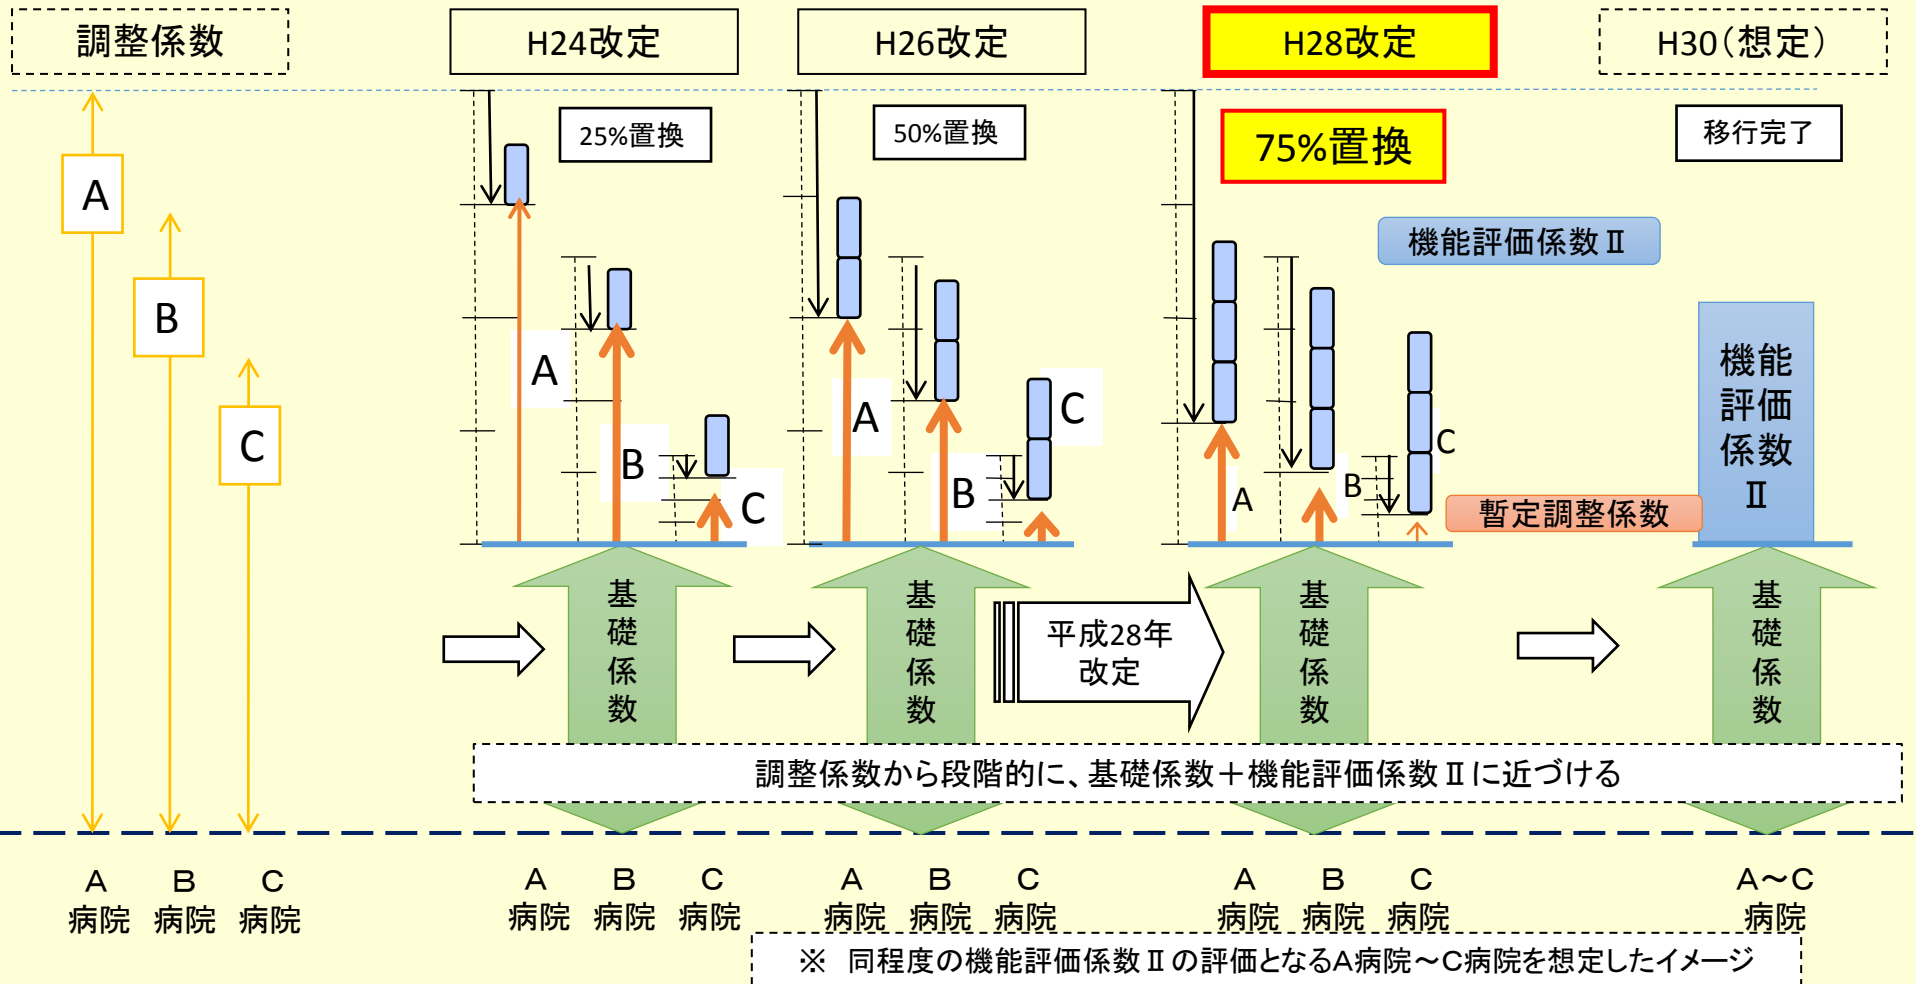 調整係数
H24改定
H26改定
H28改定
H30(想定)
25%置換
50%置換
75%置換
移行完了
A
B
C
A
B
C
A
B
C
A
B
C
機能評価係数Ⅱ
暫定調整係数
機能
評価
係数
Ⅱ
基
礎
係
数
基
礎
係
数
平成28年
改定
基
礎
係
数
基
礎
係
数
調整係数から段階的に、基礎係数＋機能評価係数Ⅱに近づける
A
病院
B
病院
C
病院
A
病院
B
病院
C
病院
A
病院
B
病院
C
病院
A
病院
B
病院
C
病院
A～C
病院
※ 同程度の機能評価係数Ⅱの評価となるA病院～C病院を想定したイメージ